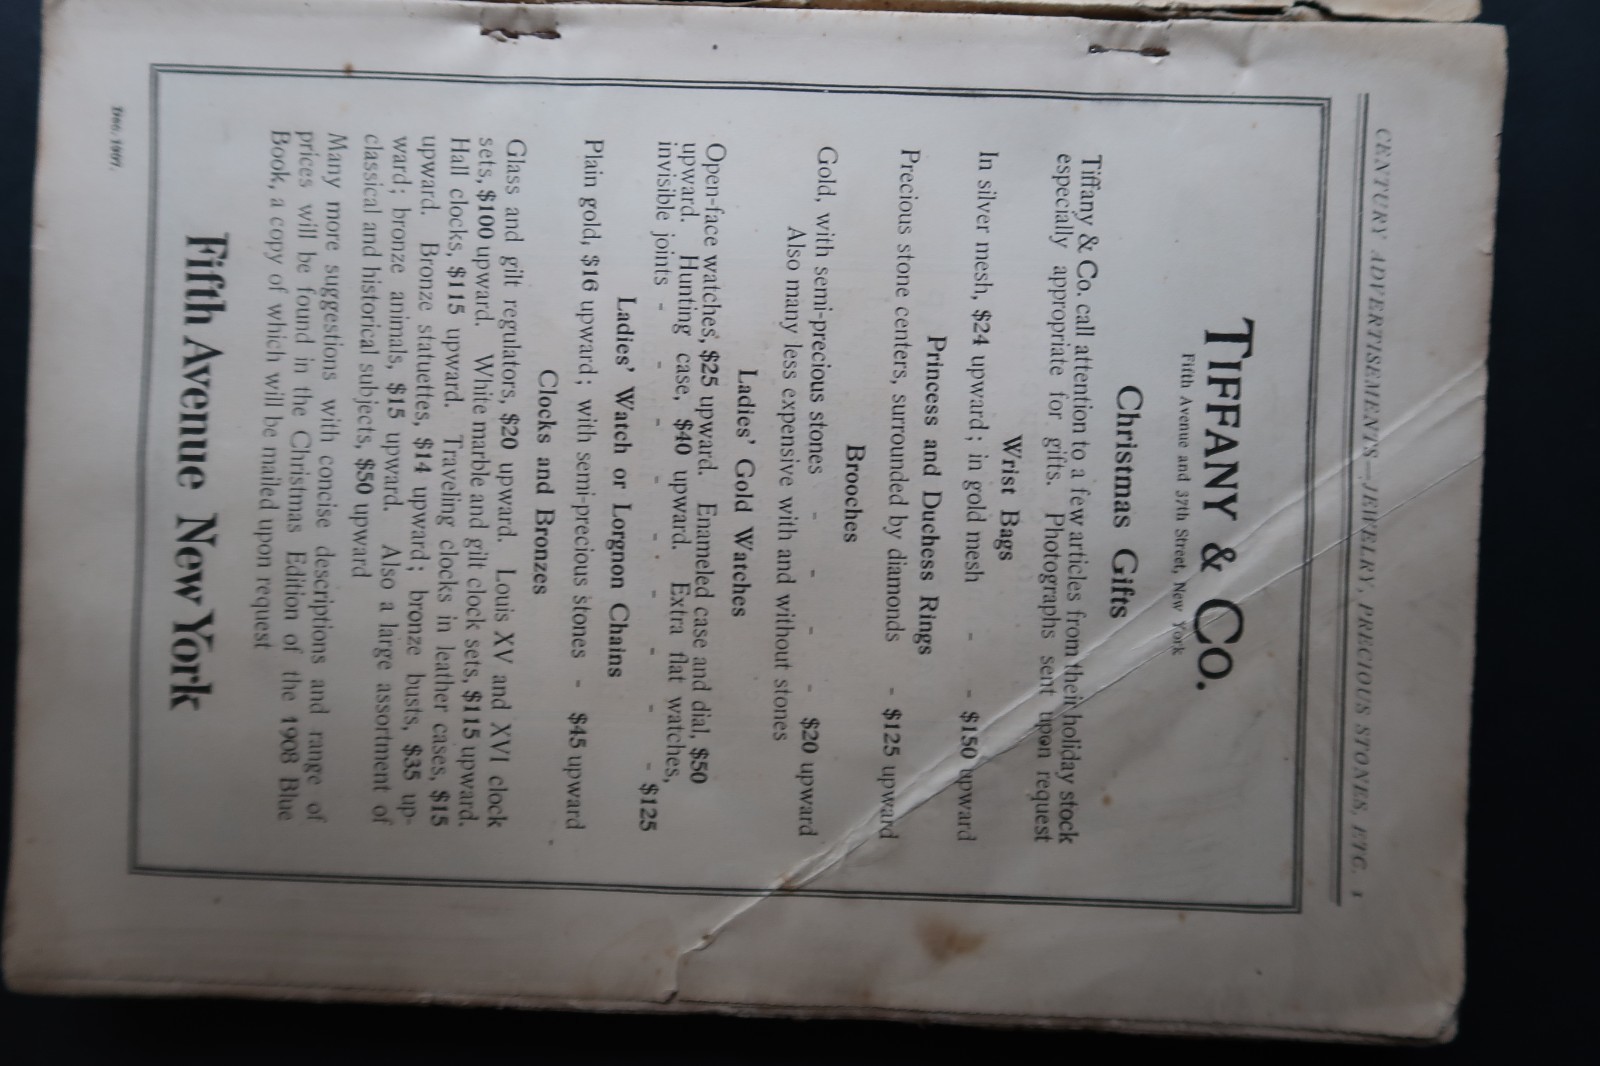 CENTURY ADVERTISEMENTS—JEWELRY, PRECIOUS STONES, ETC. 1
TIFFANY & CO.
Fifth Avenue and 37th Street, New York
Christmas Gifts
Tiffany & Co. call attention to a few articles from their holiday stock
especially appropriate for gifts. Photographs sent upon request
Wrist Bags
In silver mesh, $24 upward; in gold mesh - - $150 upward
Princess and Duchess Rings
Precious stone centers, surrounded by diamonds - $125 upward
Brooches
Gold, with semi-precious stones - - - - $20 upward
Also many less expensive with and without stones
Ladies' Gold Watches
Open-face watches, $25 upward. Enameled case and dial, $50
upward. Hunting case, $40 upward. Extra flat watches,
invisible joints - - - - - - - - $125
Ladies' Watch or Lorgnon Chains
Plain gold, $16 upward; with semi-precious stones - $45 upward
Clocks and Bronzes
Glass and gilt regulators, $20 upward. Louis XV and XVI clock
sets, $100 upward. White marble and gilt clock sets, $115 upward.
Hall clocks, $115 upward. Traveling clocks in leather cases, $15
upward. Bronze statuettes, $14 upward; bronze busts, $35 up-
ward; bronze animals, $15 upward. Also a large assortment of
classical and historical subjects, $50 upward
Many more suggestions with concise descriptions and range of
prices will be found in the Christmas Edition of the 1908 Blue
Book, a copy of which will be mailed upon request
Fifth Avenue New York
Dec. 1907.